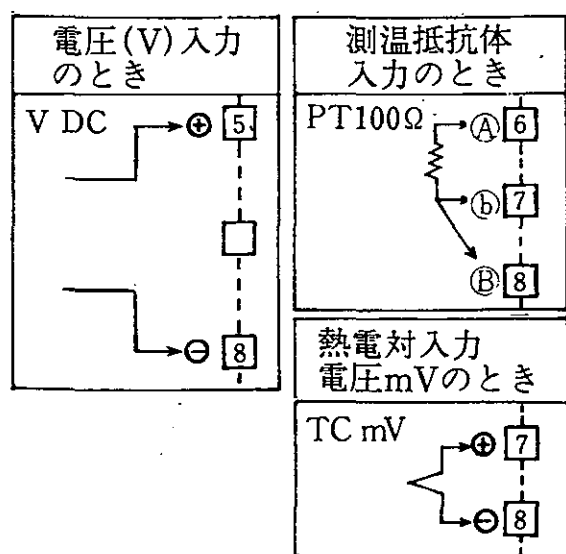 電圧(V)入力
のとき
V DC
⊕ 5
⊖ 8
測温抵抗体
入力のとき
PT100Ω
Ⓐ 6
ⓑ 7
Ⓑ 8
熱電対入力
電圧mVのとき
TC mV
⊕ 7
⊖ 8